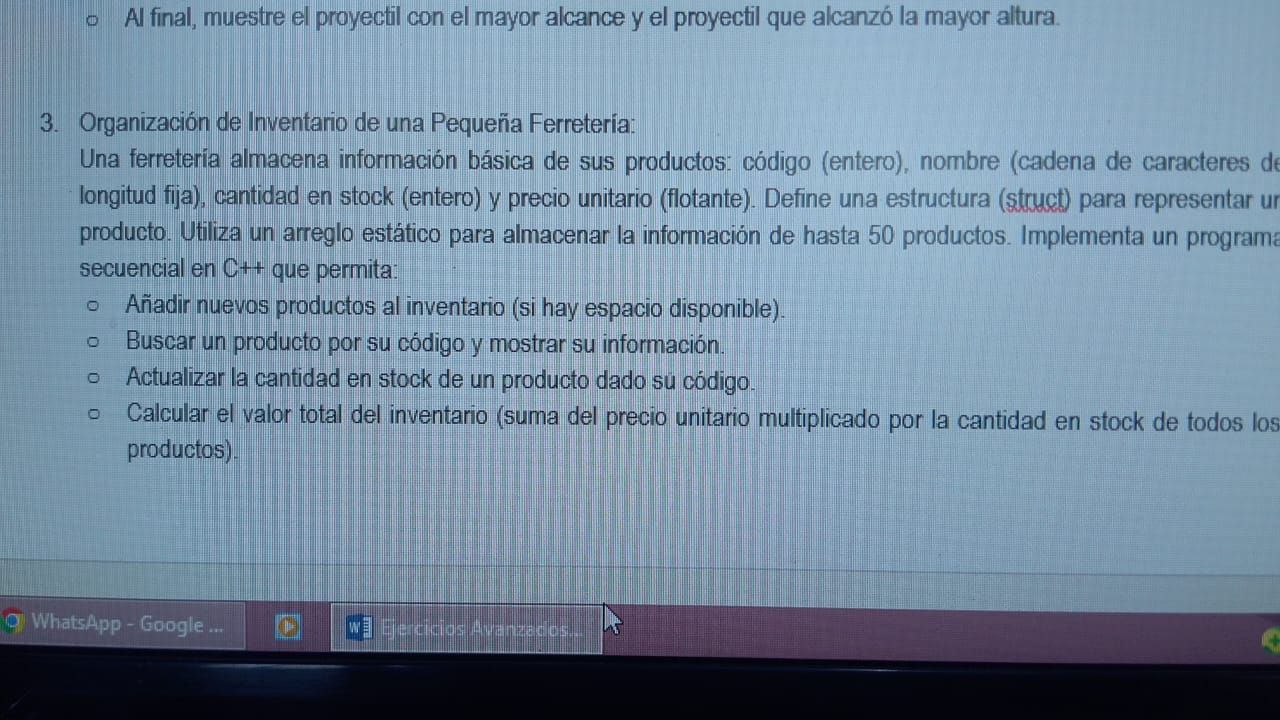 ○ Al final, muestre el proyectil con el mayor alcance y el proyectil que alcanzó la mayor altura.
3. Organización de Inventario de una Pequeña Ferretería:
Una ferretería almacena información básica de sus productos: código (entero), nombre (cadena de caracteres de
longitud fija), cantidad en stock (entero) y precio unitario (flotante). Define una estructura (struct) para representar un
producto. Utiliza un arreglo estático para almacenar la información de hasta 50 productos. Implementa un programa
secuencial en C++ que permita:
○ Añadir nuevos productos al inventario (si hay espacio disponible).
○ Buscar un producto por su código y mostrar su información.
○ Actualizar la cantidad en stock de un producto dado su código.
○ Calcular el valor total del inventario (suma del precio unitario multiplicado por la cantidad en stock de todos los
productos).
WhatsApp - Google ...
Ejercicios Avanzados...